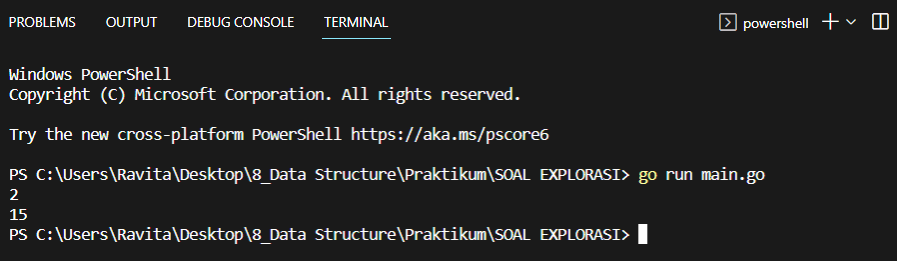 PROBLEMS OUTPUT DEBUG CONSOLE TERMINAL powershell
Windows PowerShell
Copyright (C) Microsoft Corporation. All rights reserved.
Try the new cross-platform PowerShell https://aka.ms/pscore6
PS C:\Users\Ravita\Desktop\8_Data Structure\Praktikum\SOAL EXPLORASI> go run main.go
2
15
PS C:\Users\Ravita\Desktop\8_Data Structure\Praktikum\SOAL EXPLORASI>